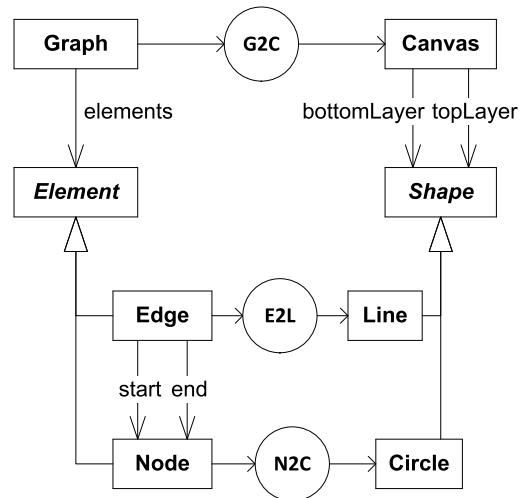 Graph G2C Canvas
elements bottomLayer topLayer
Element Shape
Edge E2L Line
start end
Node N2C Circle